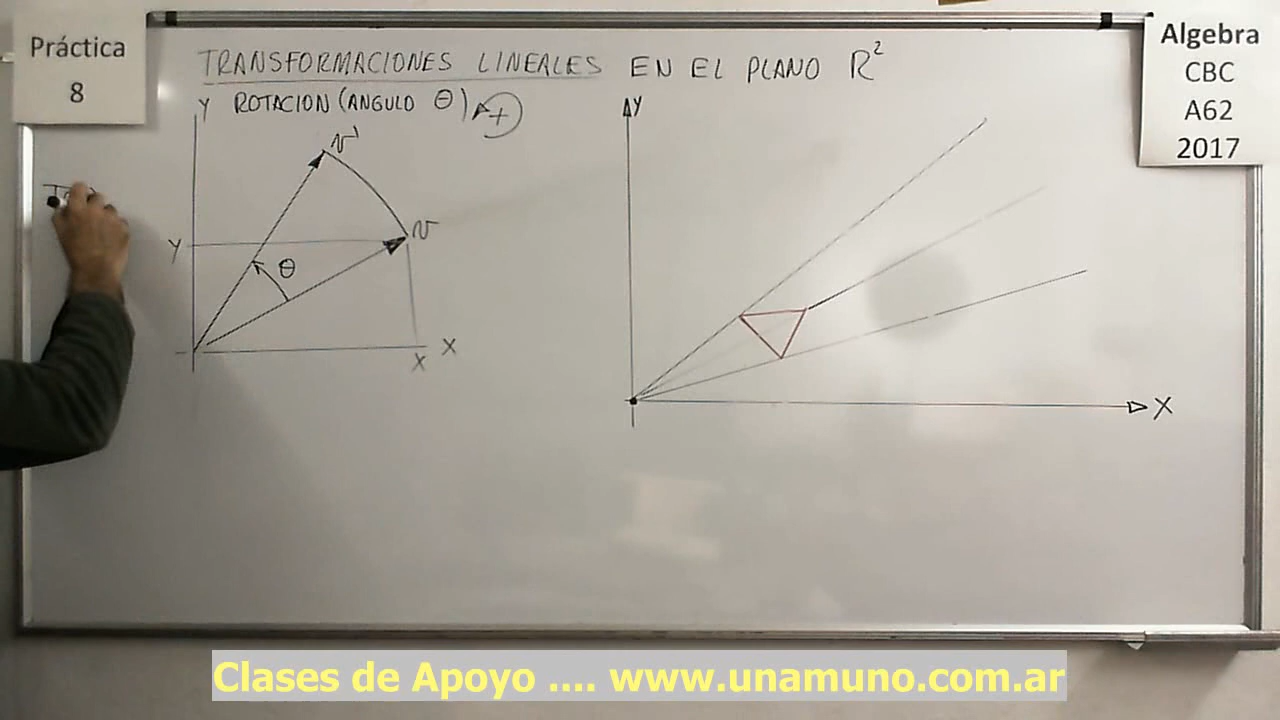 Práctica
8
TRANSFORMACIONES LINEALES EN EL PLANO R²
Algebra
CBC
A62
2017
Y ROTACION (ANGULO θ) +
v'
v
Y
θ
X X
Y
X
Clases de Apoyo .... www.unamuno.com.ar